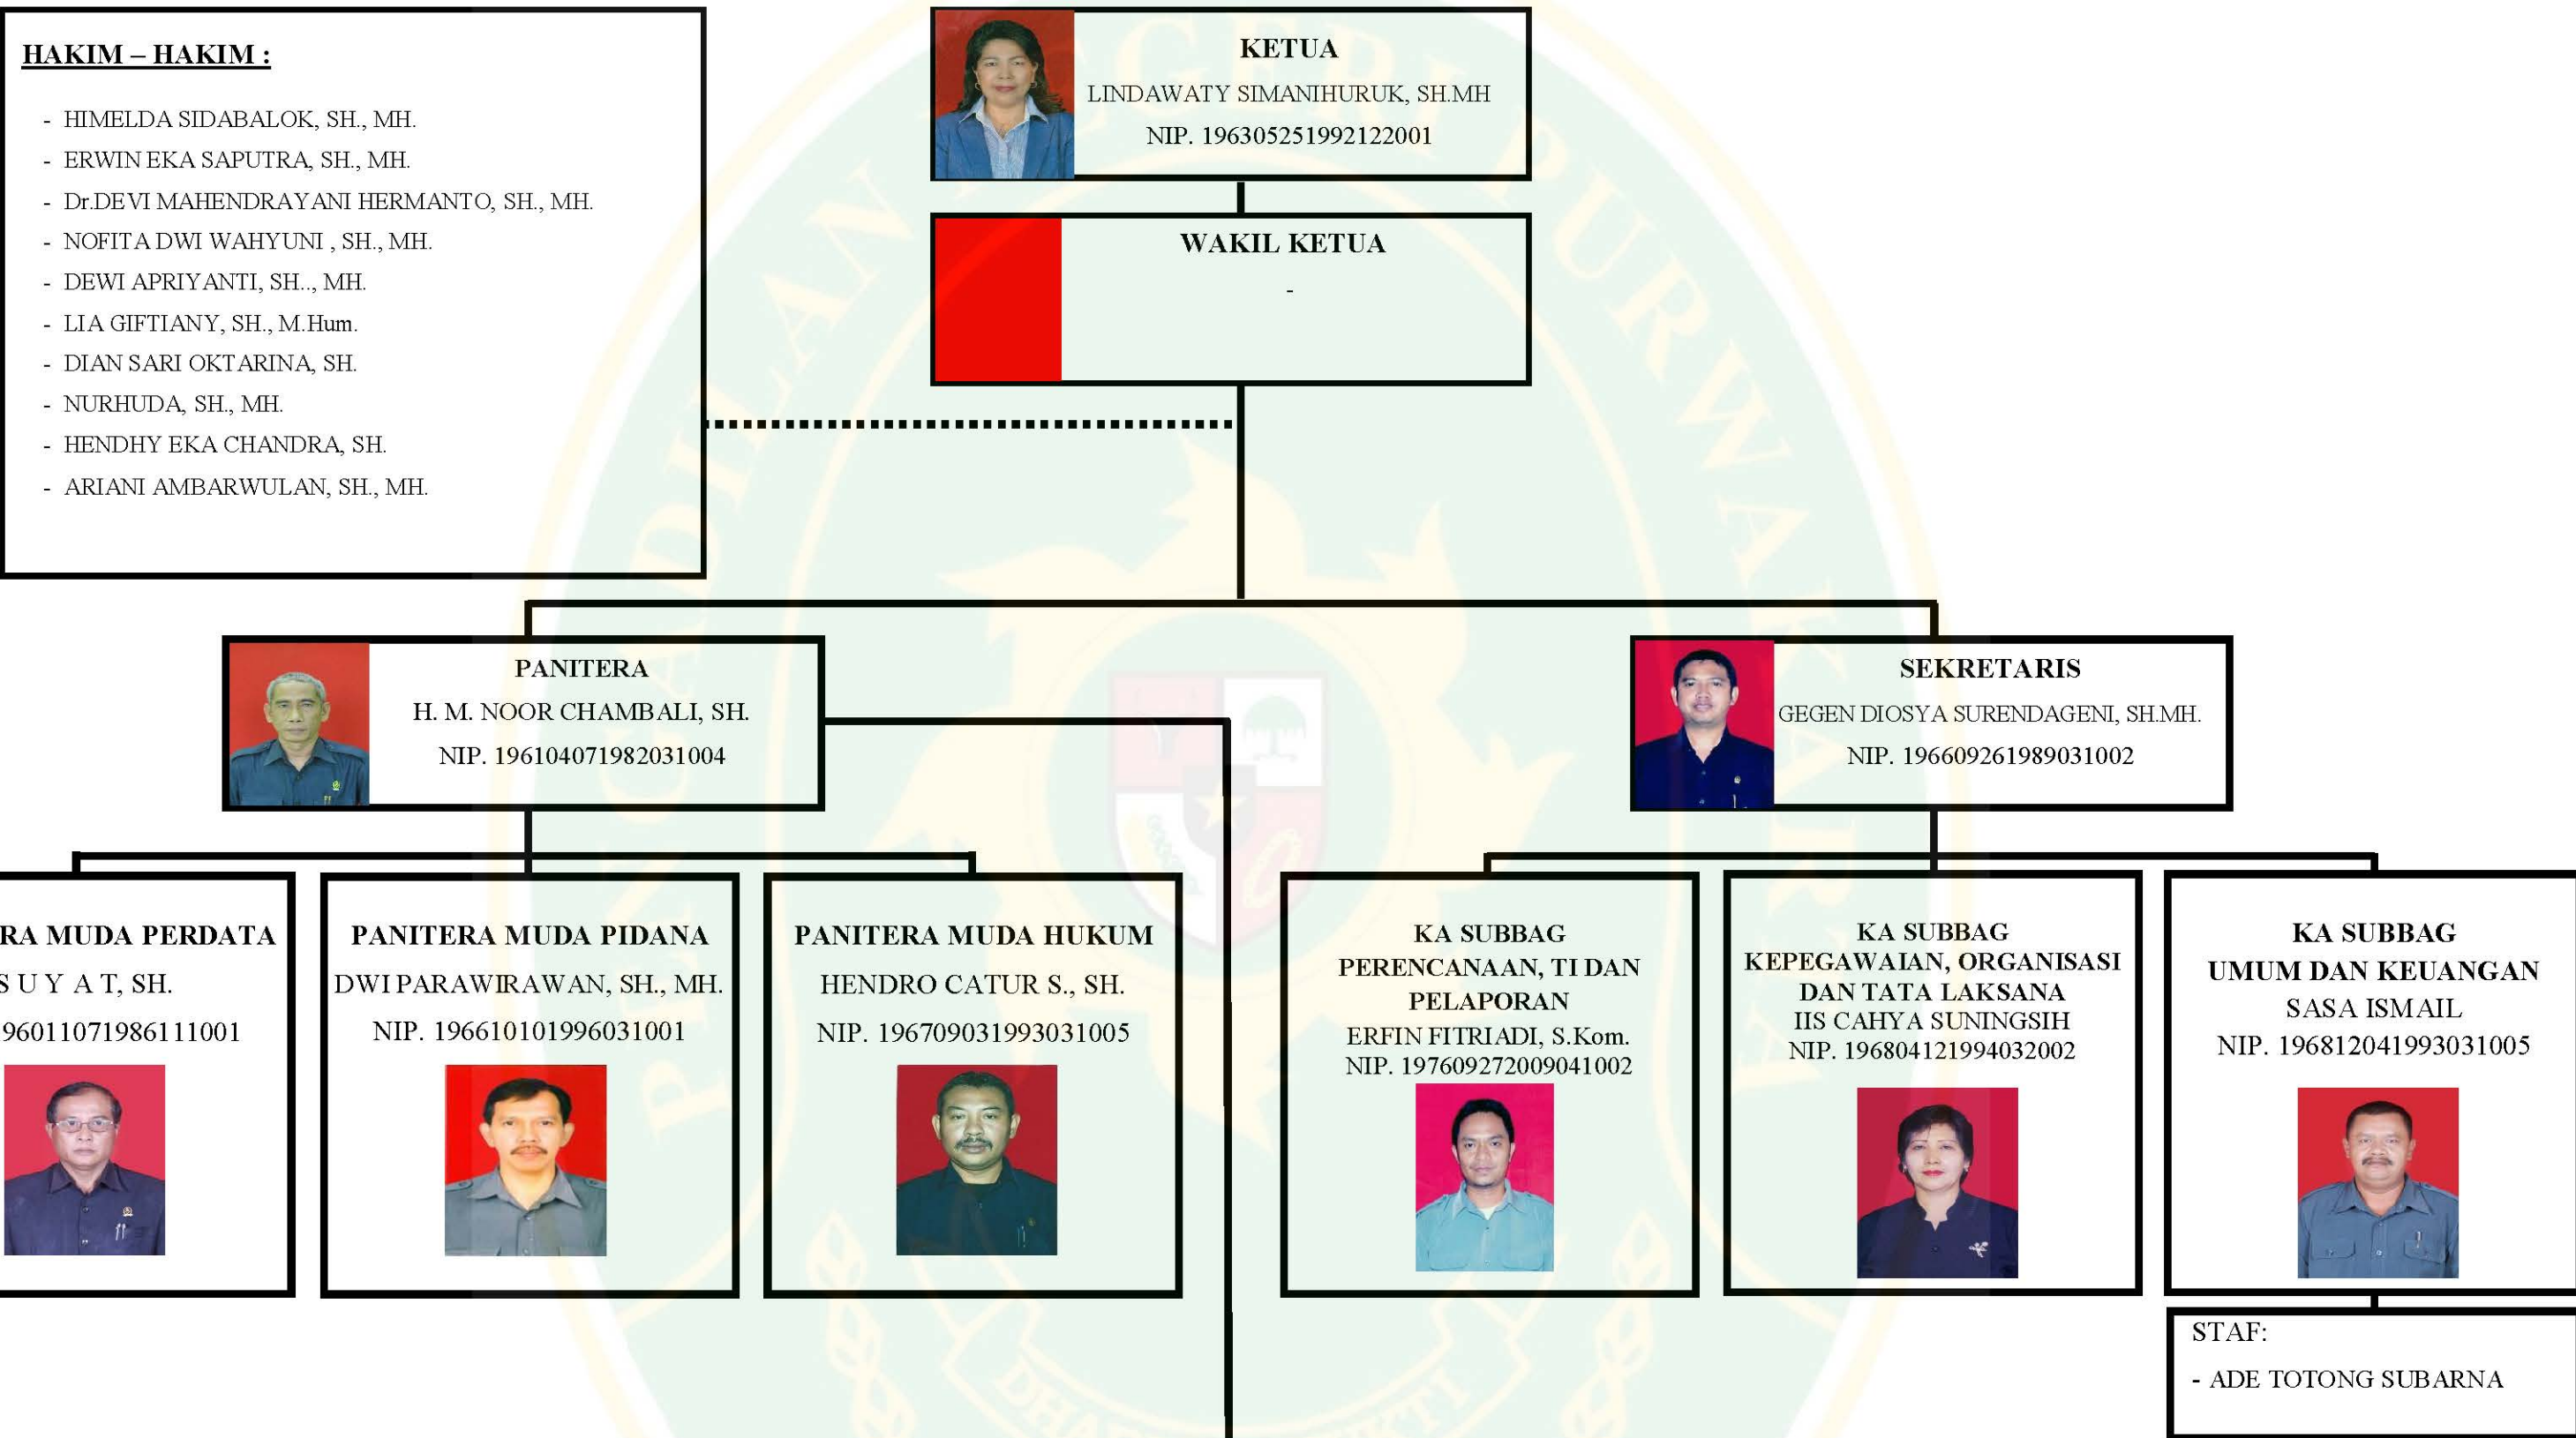 HAKIM – HAKIM :
- HIMELDA SIDABALOK, SH., MH.
- ERWIN EKA SAPUTRA, SH., MH.
- Dr.DEVI MAHENDRAYANI HERMANTO, SH., MH.
- NOFITA DWI WAHYUNI , SH., MH.
- DEWI APRIYANTI, SH.., MH.
- LIA GIFTIANY, SH., M.Hum.
- DIAN SARI OKTARINA, SH.
- NURHUDA, SH., MH.
- HENDHY EKA CHANDRA, SH.
- ARIANI AMBARWULAN, SH., MH.
KETUA
LINDAWATY SIMANIHURUK, SH.MH
NIP. 196305251992122001
WAKIL KETUA
-
PANITERA
H. M. NOOR CHAMBALI, SH.
NIP. 196104071982031004
SEKRETARIS
GEGEN DIOSYA SURENDAGENI, SH.MH.
NIP. 196609261989031002
RA MUDA PERDATA
S U Y A T, SH.
96011071986111001
PANITERA MUDA PIDANA
DWI PARAWIRAWAN, SH., MH.
NIP. 196610101996031001
PANITERA MUDA HUKUM
HENDRO CATUR S., SH.
NIP. 196709031993031005
KA SUBBAG
PERENCANAAN, TI DAN
PELAPORAN
ERFIN FITRIADI, S.Kom.
NIP. 197609272009041002
KA SUBBAG
KEPEGAWAIAN, ORGANISASI
DAN TATA LAKSANA
IIS CAHYA SUNINGSIH
NIP. 196804121994032002
KA SUBBAG
UMUM DAN KEUANGAN
SASA ISMAIL
NIP. 196812041993031005
STAF:
- ADE TOTONG SUBARNA
PENGADILAN NEGERI PURWAKARTA